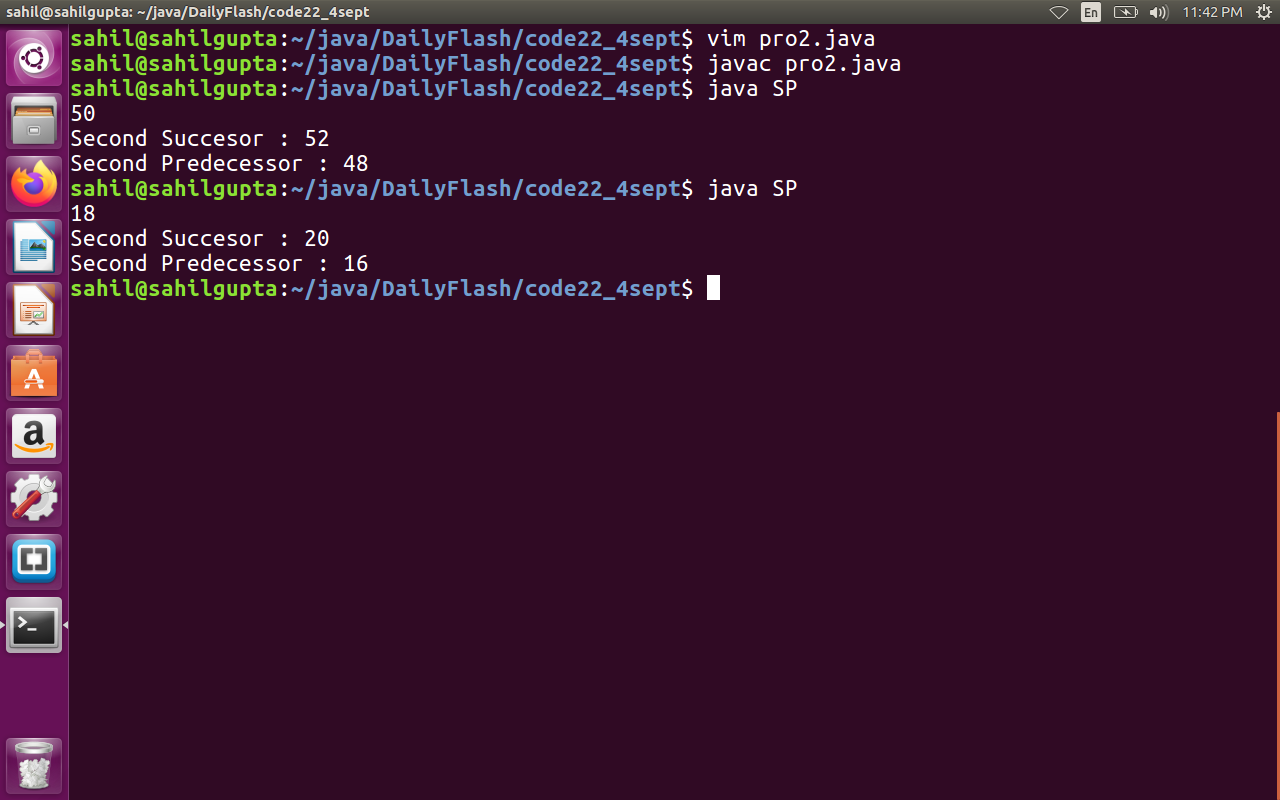 sahil@sahilgupta: ~/java/DailyFlash/code22_4sept
En
11:42 PM
sahil@sahilgupta:~/java/DailyFlash/code22_4sept$ vim pro2.java
sahil@sahilgupta:~/java/DailyFlash/code22_4sept$ javac pro2.java
sahil@sahilgupta:~/java/DailyFlash/code22_4sept$ java SP
50
Second Succesor : 52
Second Predecessor : 48
sahil@sahilgupta:~/java/DailyFlash/code22_4sept$ java SP
18
Second Succesor : 20
Second Predecessor : 16
sahil@sahilgupta:~/java/DailyFlash/code22_4sept$